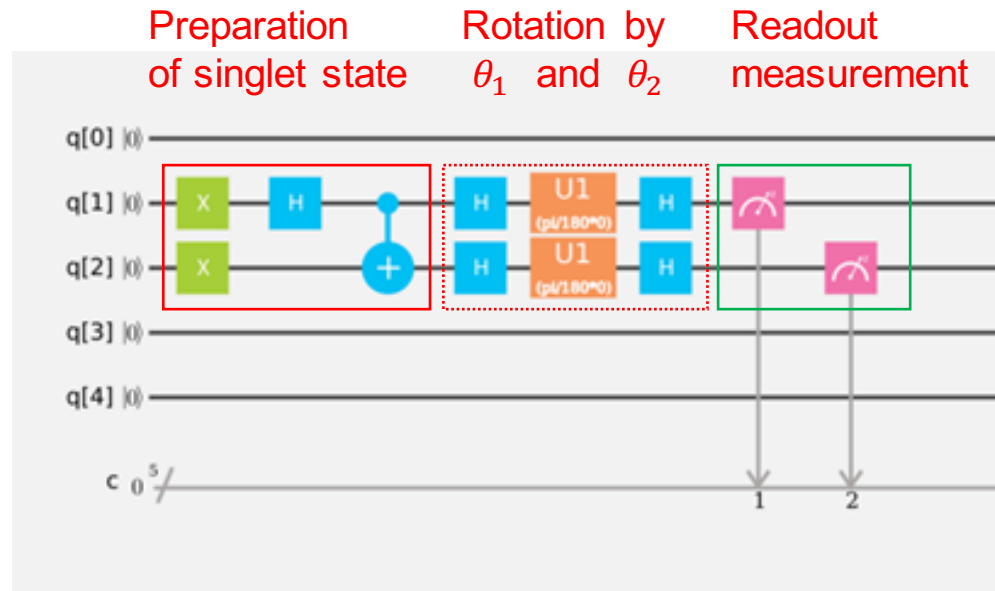 Preparation
of singlet state
Rotation by
θ₁ and θ₂
Readout
measurement
q[0] |0⟩
q[1] |0⟩ X H H U1 (pi/180*0) H
q[2] |0⟩ X + H U1 (pi/180*0) H
q[3] |0⟩
q[4] |0⟩
c 0 5
1 2